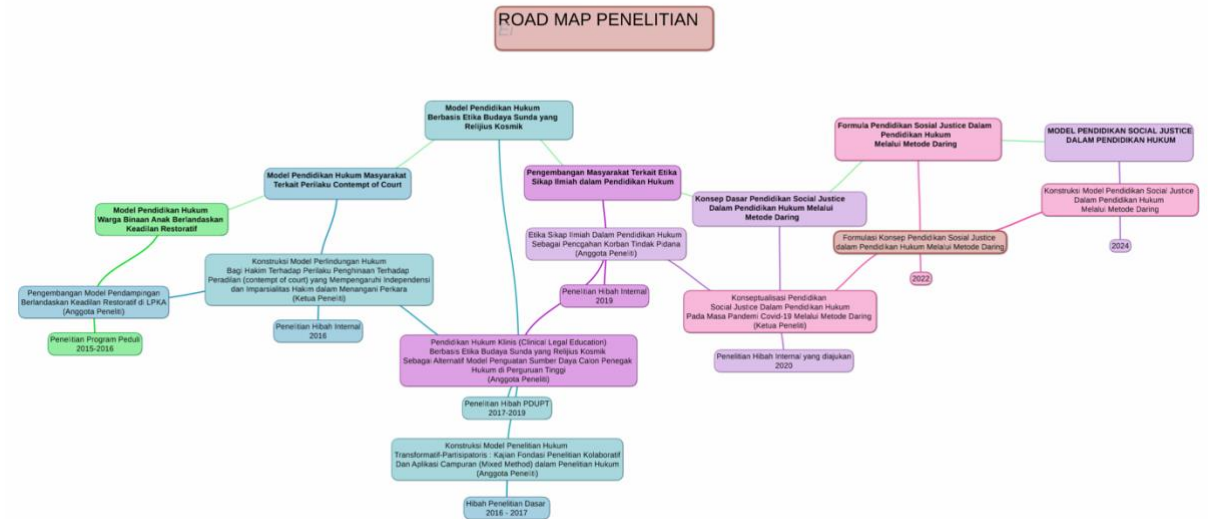 ROAD MAP PENELITIAN
Model Pendidikan Hukum
Berbasis Etika Budaya Sunda yang
Relijius Kosmik
Formula Pendidikan Sosial Justice Dalam
Pendidikan Hukum
Melalui Metode Daring
MODEL PENDIDIKAN SOCIAL JUSTICE
DALAM PENDIDIKAN HUKUM
Model Pendidikan Hukum Masyarakat
Terkait Perilaku Contempt of Court
Pengembangan Masyarakat Terkait Etika
Sikap Ilmiah dalam Pendidikan Hukum
Konsep Dasar Pendidikan Social Justice
Dalam Pendidikan Hukum Melalui
Metode Daring
Konstruksi Model Pendidikan Social Justice
Dalam Pendidikan Hukum
Melalui Metode Daring
Model Pendidikan Hukum
Warga Binaan Anak Berlandaskan
Keadilan Restoratif
Etika Sikap Ilmiah Dalam Pendidikan Hukum
Sebagai Pencgahan Korban Tindak Pidana
(Anggota Peneliti)
Formulasi Konsep Pendidikan Sosial Justice
dalam Pendidikan Hukum Melalui Metode Daring
2024
Konstruksi Model Perlindungan Hukum
Bagi Hakim Terhadap Perilaku Penghinaan Terhadap
Peradilan (contempt of court) yang Mempengaruhi Independensi
dan Imparsialitas Hakim dalam Menangani Perkara
(Ketua Peneliti)
2022
Pengembangan Model Pendampingan
Berlandaskan Keadilan Restoratif di LPKA
(Anggota Peneliti)
Penelitian Hibah Internal
2019
Konseptualisasi Pendidikan
Social Justice Dalam Pendidikan Hukum
Pada Masa Pandemi Covid-19 Melalui Metode Daring
(Ketua Peneliti)
Penelitian Program Peduli
2015-2016
Penelitian Hibah Internal
2016
Pendidikan Hukum Klinis (Clinical Legal Education)
Berbasis Etika Budaya Sunda yang Relijius Kosmik
Sebagai Alternatif Model Penguatan Sumber Daya Calon Penegak
Hukum di Perguruan Tinggi
(Anggota Peneliti)
Penelitian Hibah Internal yang diajukan
2020
Penelitian Hibah PDUPT
2017-2019
Konstruksi Model Penelitian Hukum
Transformatif-Partisipatoris : Kajian Fondasi Penelitian Kolaboratif
Dan Aplikasi Campuran (Mixed Method) dalam Penelitian Hukum
(Anggota Peneliti)
Hibah Penelitian Dasar
2016 - 2017